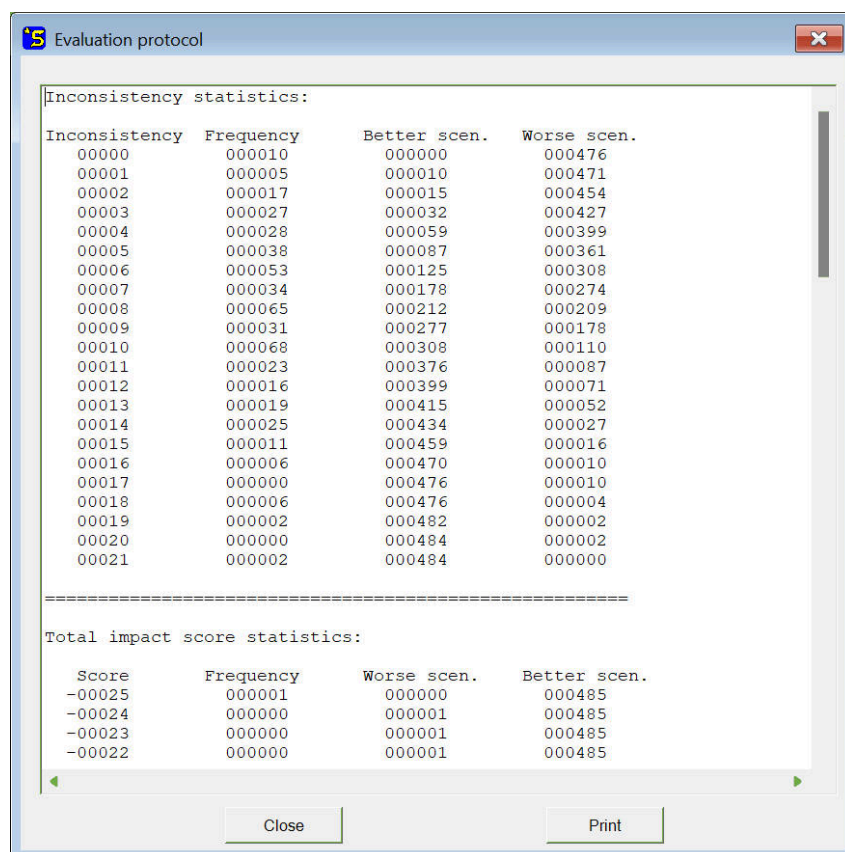 Evaluation protocol
Inconsistency statistics:
Inconsistency Frequency Better scen. Worse scen.
00000 000010 000000 000476
00001 000005 000010 000471
00002 000017 000015 000454
00003 000027 000032 000427
00004 000028 000059 000399
00005 000038 000087 000361
00006 000053 000125 000308
00007 000034 000178 000274
00008 000065 000212 000209
00009 000031 000277 000178
00010 000068 000308 000110
00011 000023 000376 000087
00012 000016 000399 000071
00013 000019 000415 000052
00014 000025 000434 000027
00015 000011 000459 000016
00016 000006 000470 000010
00017 000000 000476 000010
00018 000006 000476 000004
00019 000002 000482 000002
00020 000000 000484 000002
00021 000002 000484 000000
=======================================================
Total impact score statistics:
Score Frequency Worse scen. Better scen.
-00025 000001 000000 000485
-00024 000000 000001 000485
-00023 000000 000001 000485
-00022 000000 000001 000485
Close Print